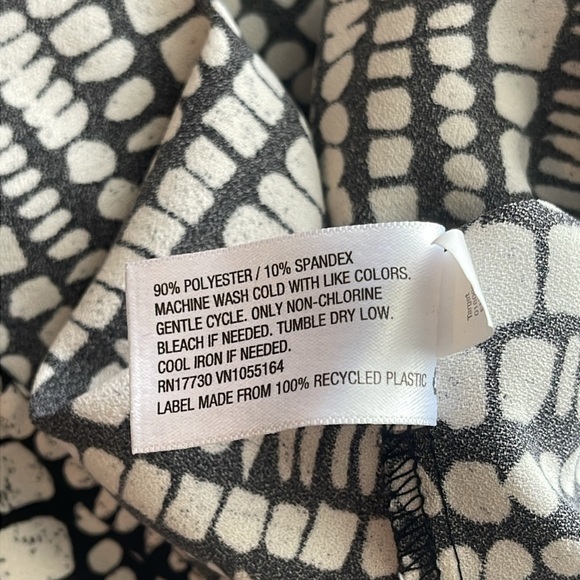 90% POLYESTER / 10% SPANDEX
MACHINE WASH COLD WITH LIKE COLORS.
GENTLE CYCLE. ONLY NON-CHLORINE
BLEACH IF NEEDED. TUMBLE DRY LOW.
COOL IRON IF NEEDED.
RN17730 VN1055164
LABEL MADE FROM 100% RECYCLED PLASTIC
Target